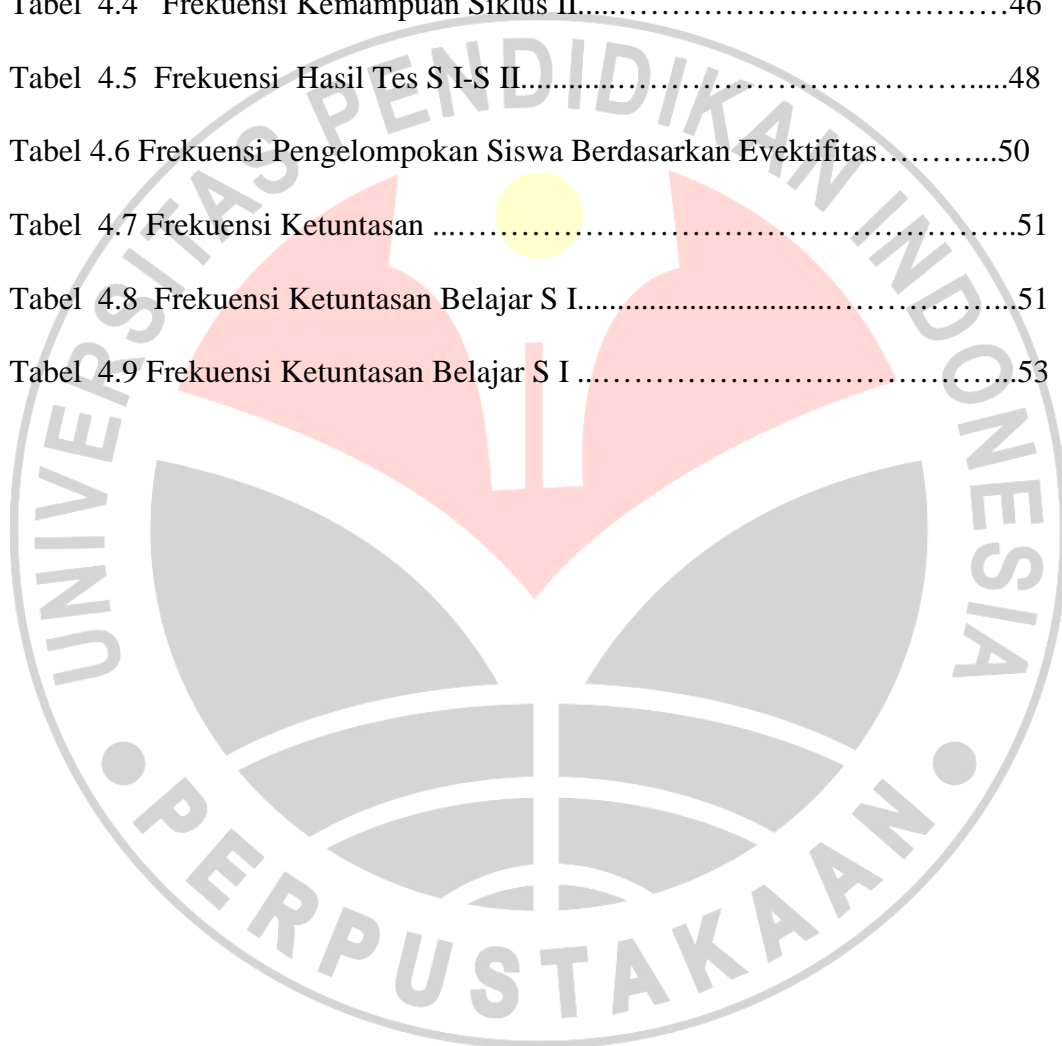 Tabel 4.4 Frekuensi Kemampuan Siklus II.....…………………….……………46
Tabel 4.5 Frekuensi Hasil Tes S I-S II...........……………………………….....48
Tabel 4.6 Frekuensi Pengelompokan Siswa Berdasarkan Evektifitas………...50
Tabel 4.7 Frekuensi Ketuntasan ...………………………………………………..51
Tabel 4.8 Frekuensi Ketuntasan Belajar S I..............................……………...51
Tabel 4.9 Frekuensi Ketuntasan Belajar S I ...………………….……………...53
UNIVERSITAS PENDIDIKAN INDONESIA
PERPUSTAKAAN